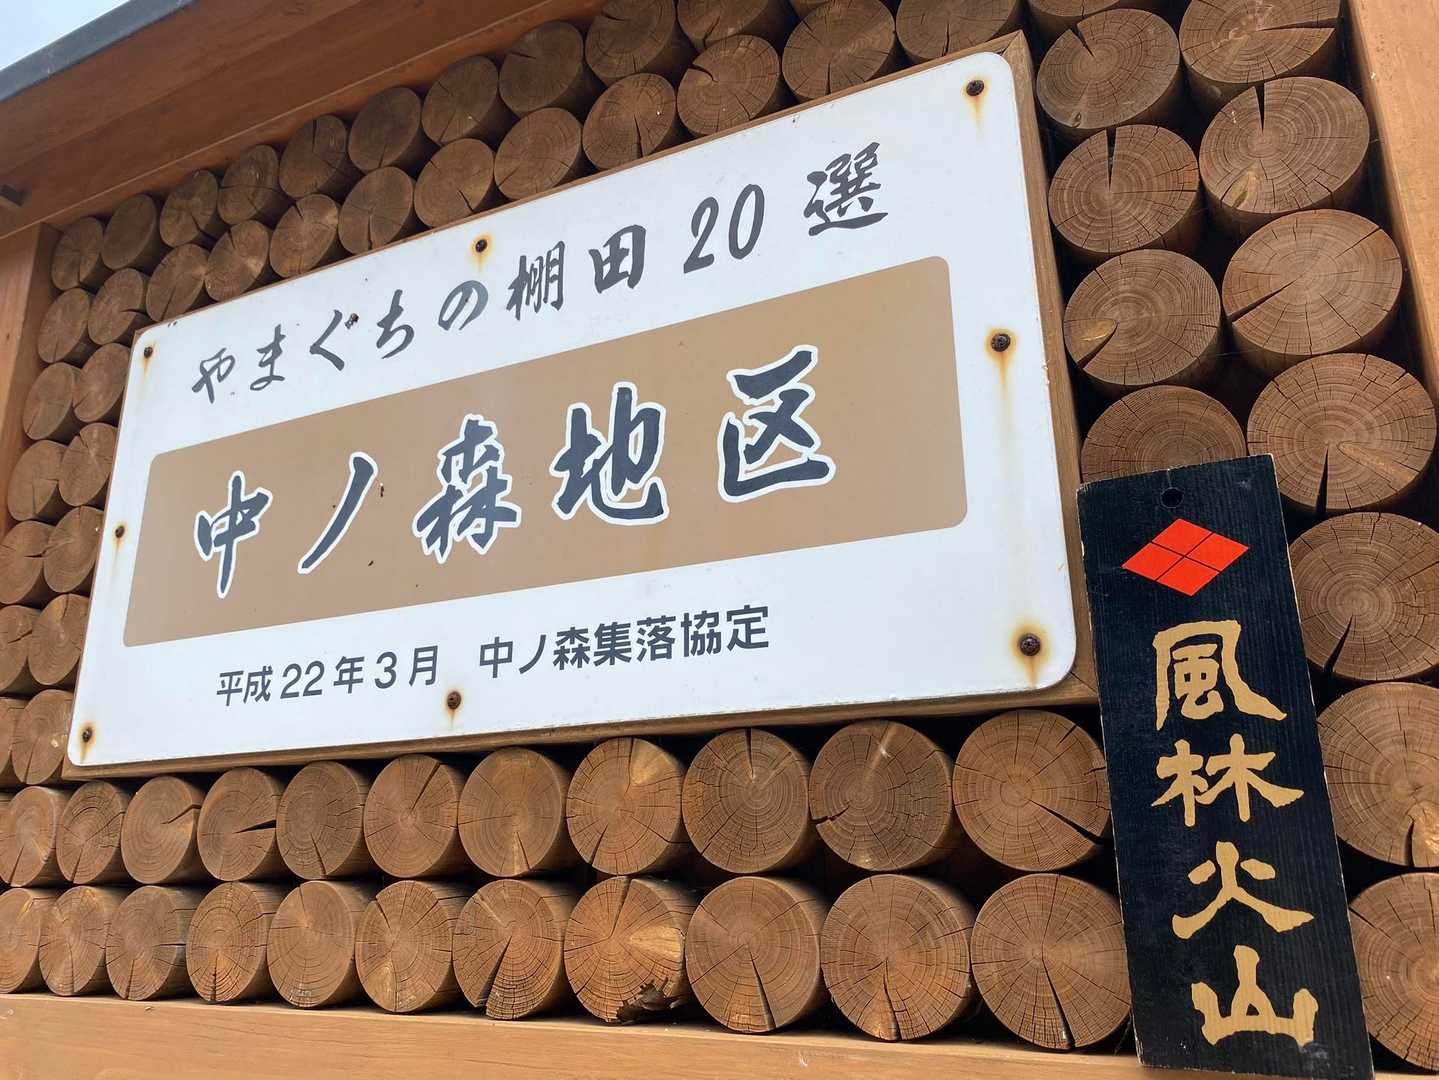 やまぐちの棚田20選
中ノ森地区
平成22年3月 中ノ森集落協定
風林火山